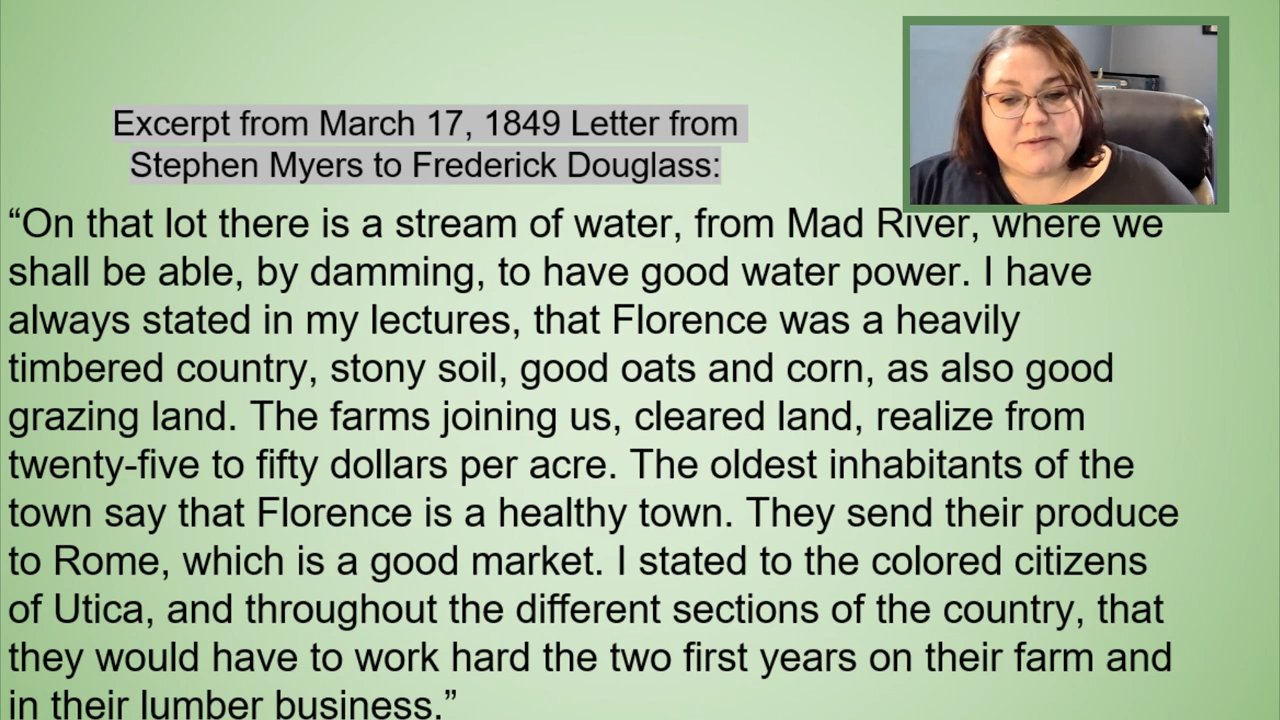 Excerpt from March 17, 1849 Letter from
Stephen Myers to Frederick Douglass:
“On that lot there is a stream of water, from Mad River, where we
shall be able, by damming, to have good water power. I have
always stated in my lectures, that Florence was a heavily
timbered country, stony soil, good oats and corn, as also good
grazing land. The farms joining us, cleared land, realize from
twenty-five to fifty dollars per acre. The oldest inhabitants of the
town say that Florence is a healthy town. They send their produce
to Rome, which is a good market. I stated to the colored citizens
of Utica, and throughout the different sections of the country, that
they would have to work hard the two first years on their farm and
in their lumber business.”